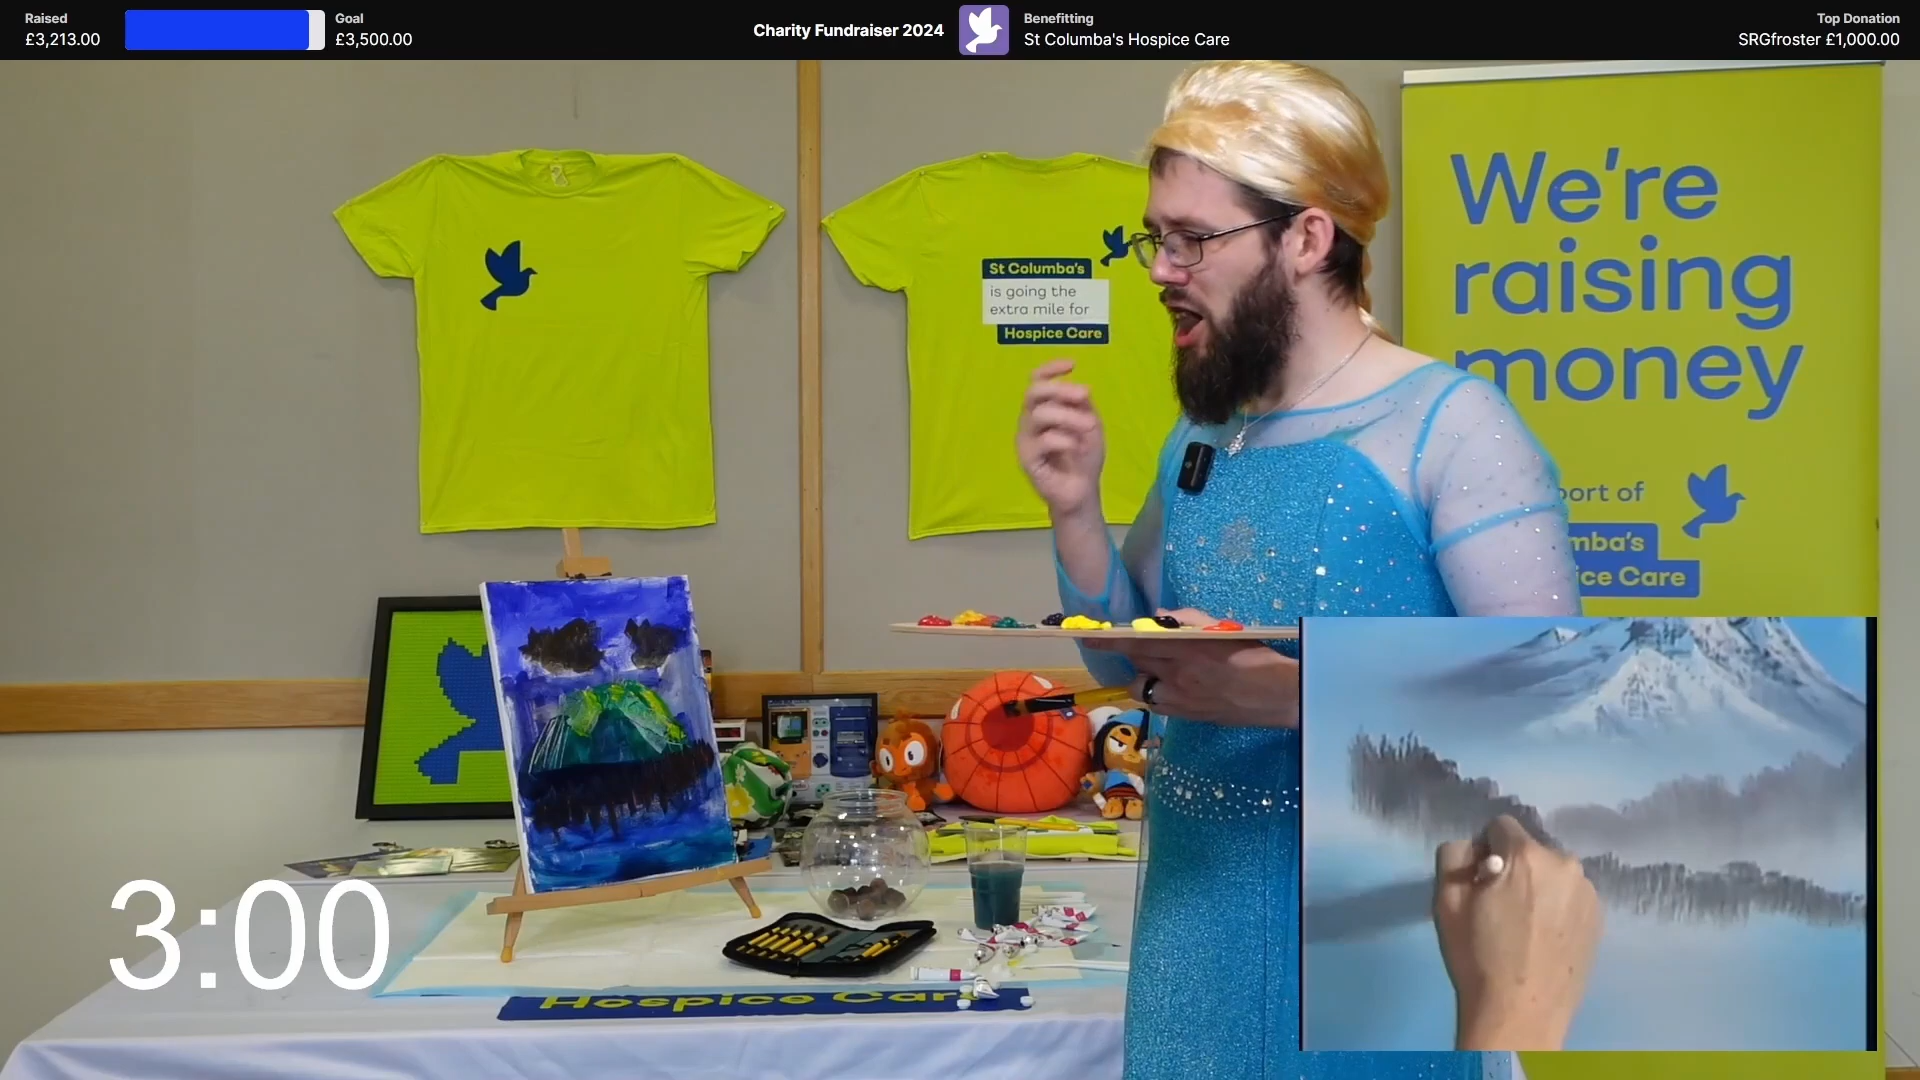 Raised
£3,213.00
Goal
£3,500.00
Charity Fundraiser 2024
Benefitting
St Columba's Hospice Care
Top Donation
SRGfroster £1,000.00
St Columba's
is going the
extra mile for
Hospice Care
We're
raising
money
port of
mba's
ice Care
3:00
Hospice Car